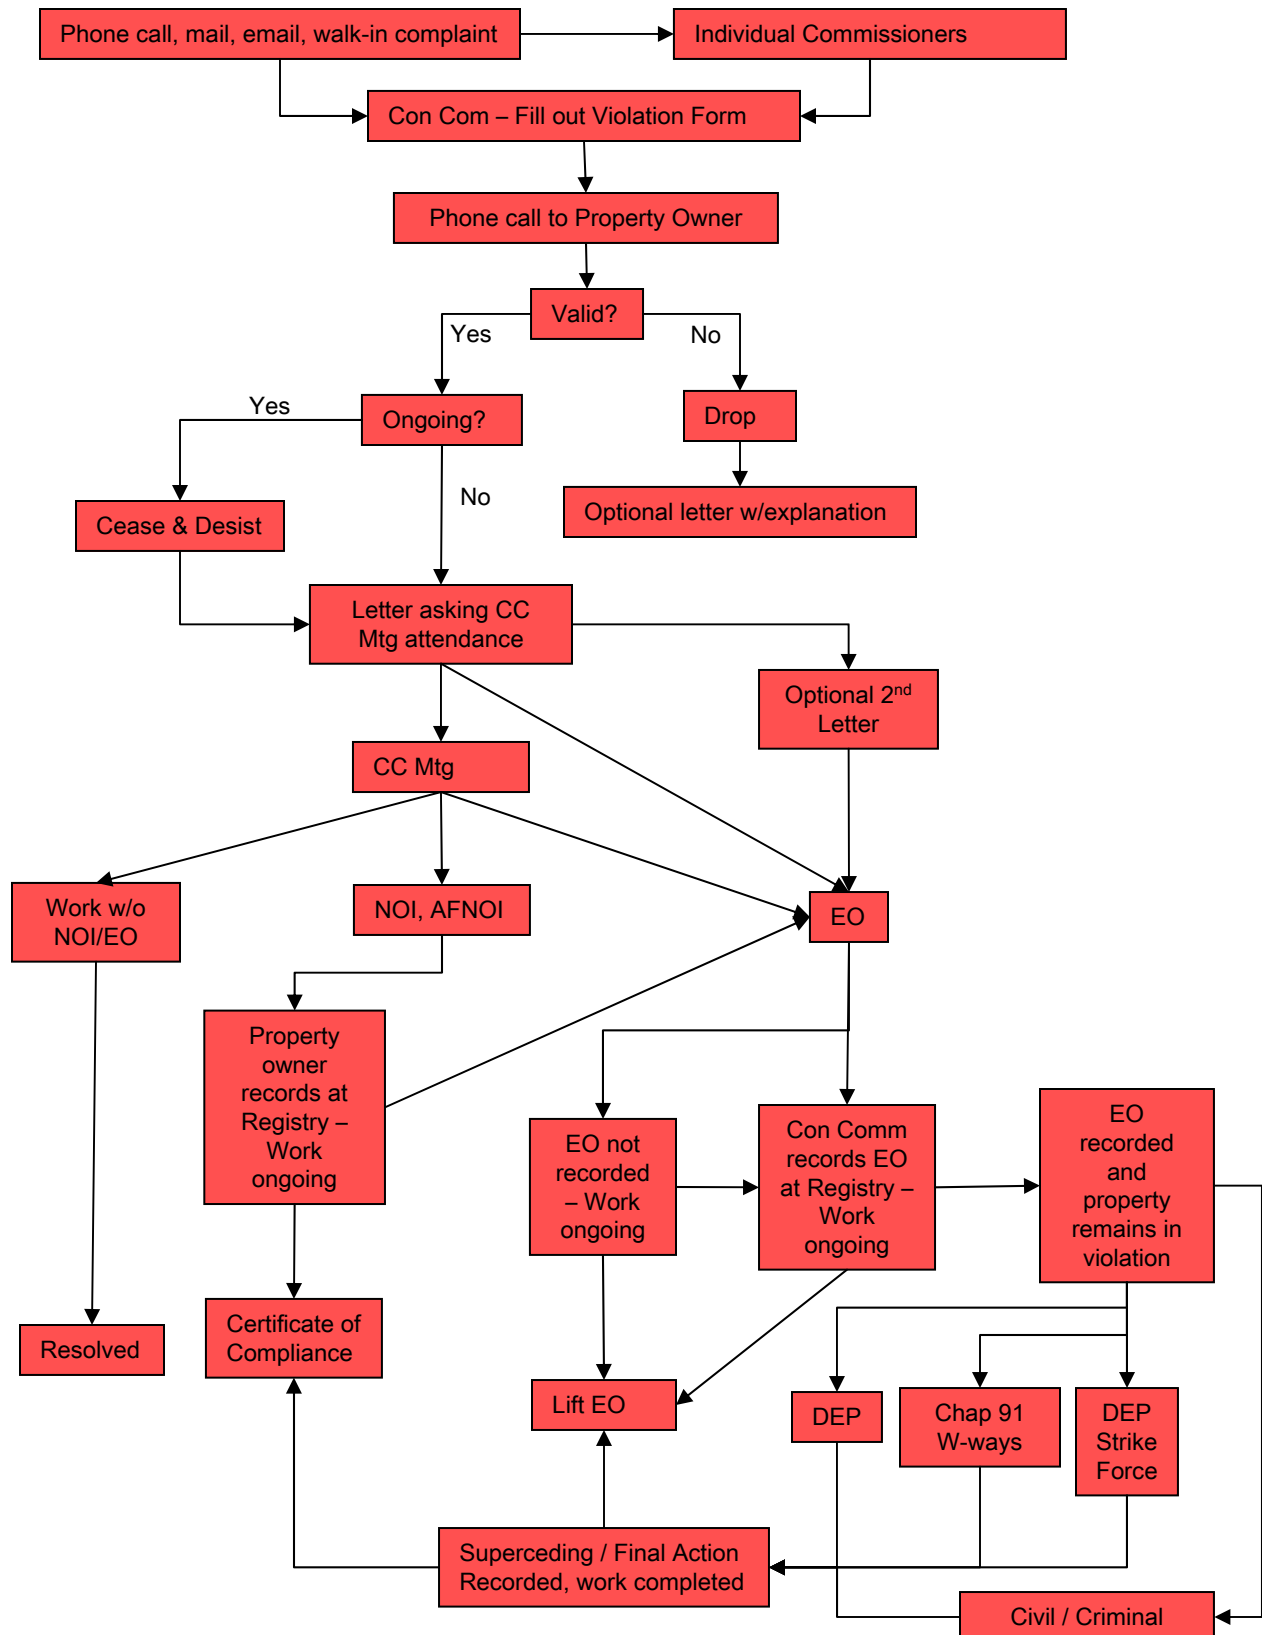 Phone call, mail, email, walk-in complaint
Individual Commissioners
Con Com – Fill out Violation Form
Phone call to Property Owner
Valid?
Yes
No
Ongoing?
Yes
Drop
No
Optional letter w/explanation
Cease & Desist
Letter asking CC
Mtg attendance
Optional 2nd
Letter
CC Mtg
Work w/o
NOI/EO
NOI, AFNOI
EO
Property
owner
records at
Registry –
Work
ongoing
EO not
recorded
– Work
ongoing
Con Comm
records EO
at Registry –
Work
ongoing
EO
recorded
and
property
remains in
violation
Resolved
Certificate of
Compliance
Lift EO
DEP
Chap 91
W-ways
DEP
Strike
Force
Superceding / Final Action
Recorded, work completed
Civil / Criminal